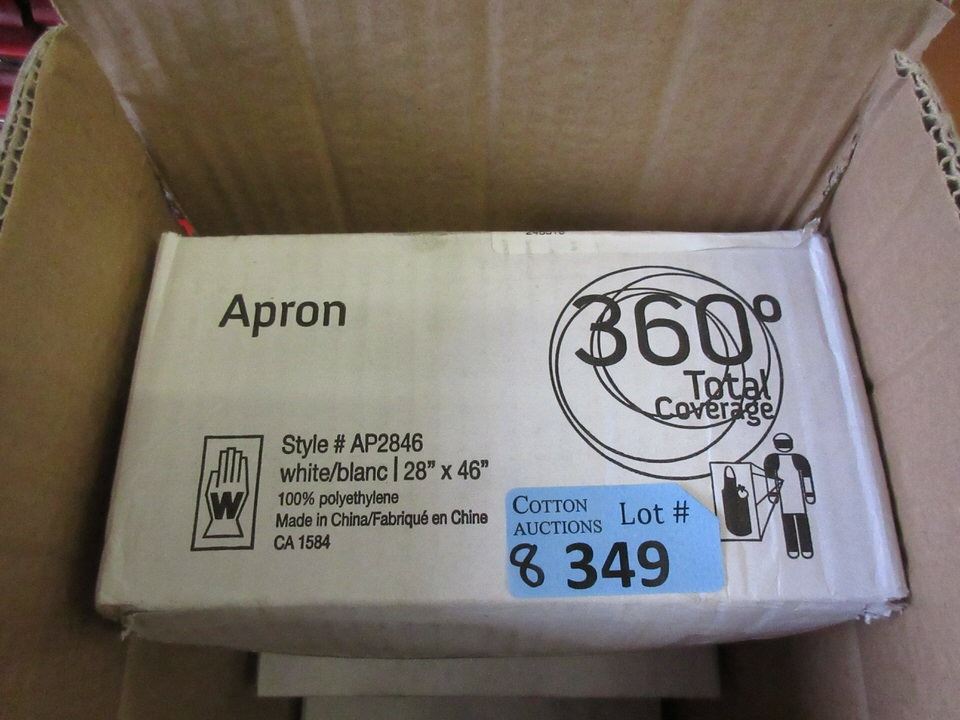 Apron
360°
Total
Coverage
W
Style # AP2846
white/blanc | 28" x 46"
100% polyethylene
Made in China/Fabriqué en Chine
CA 1584
COTTON
AUCTIONS
Lot #
8 349